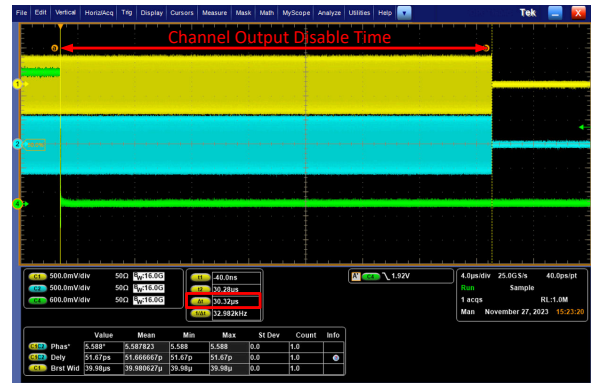 File Edit Vertical Horiz/Acq Trig Display Cursors Measure Mask Math MyScope Analyze Utilities Help Tek X
Channel Output Disable Time
a b
1
2
4
C1 500.0mV/div 50Ω BW:16.0G
500.0mV/div 50Ω BW:16.0G
C4 600.0mV/div 50Ω BW:16.0G
t1 -40.0ns
t2 30.28µs
Δt 30.32µs
1/Δt 32.982kHz
A' C4 1.92V
4.0µs/div 25.0GS/s 40.0ps/pt
Run Sample
1 acqs RL:1.0M
Man November 27, 2023 15:23:20
Value Mean Min Max St Dev Count Info
Phas* 5.588° 5.587823 5.588 5.588 0.0 1.0
Dely 51.67ps 51.666667p 51.67p 51.67p 0.0 1.0
C1 Brst Wid 39.98µs 39.980627µ 39.98µ 39.98µ 0.0 1.0